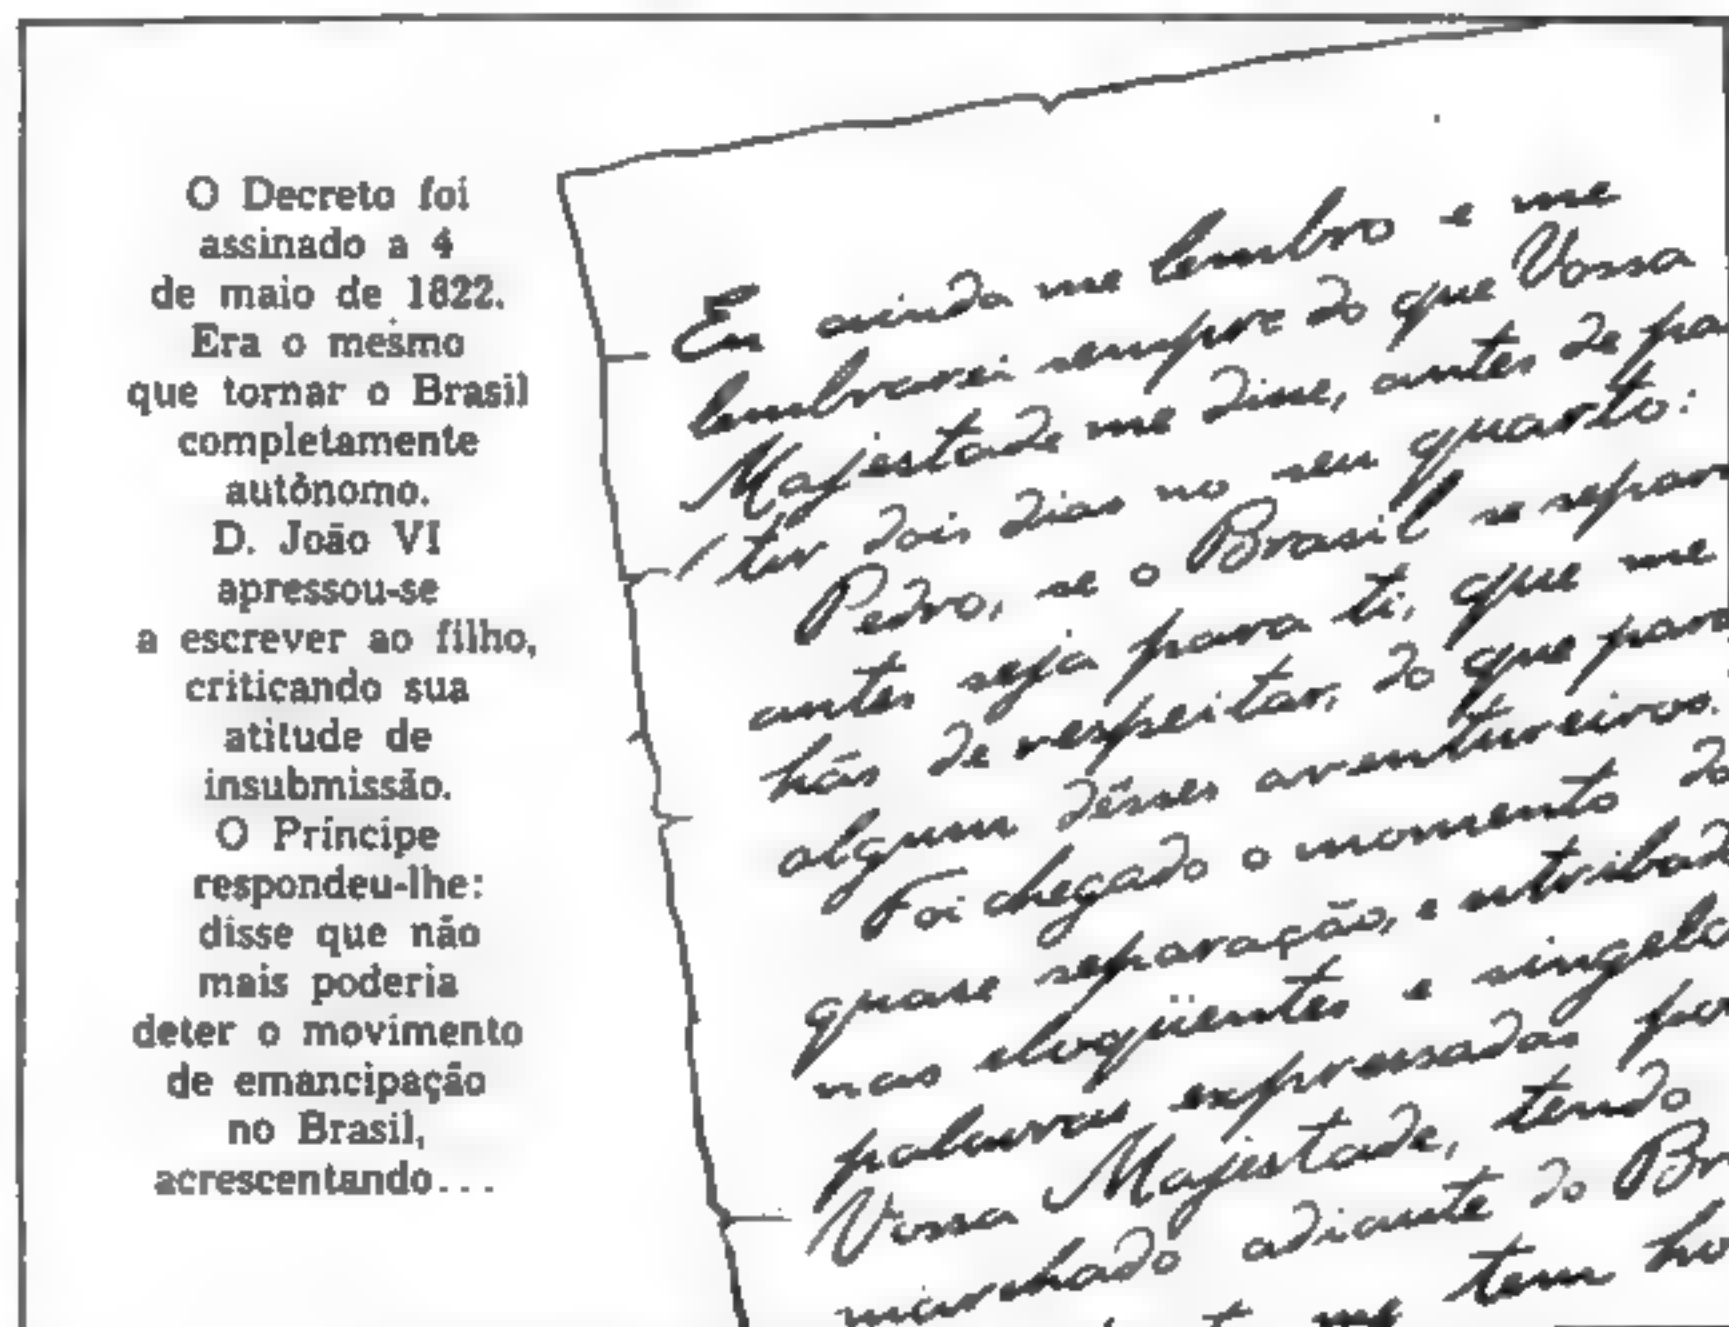 O Decreto foi
assinado a 4
de maio de 1822.
Era o mesmo
que tornar o Brasil
completamente
autônomo.
D. João VI
apressou-se
a escrever ao filho,
criticando sua
atitude de
insubmissão.
O Príncipe
respondeu-lhe:
disse que não
mais poderia
deter o movimento
de emancipação
no Brasil,
acrescentando...
Eu ainda me lembro e me
lembrarei sempre do que Vossa
Majestade me disse, antes de
tir dois dias no seu quarto:
Pedro, se o Brasil se
antes seja para ti, que me
hás de respeitar, do que
algum dêsses aventureiros.
Foi chegado o momento
quase separação, e
nas eloqüentes e
palavras expressadas por
Vossa Majestade, tendo
marchado adiante do
me tem